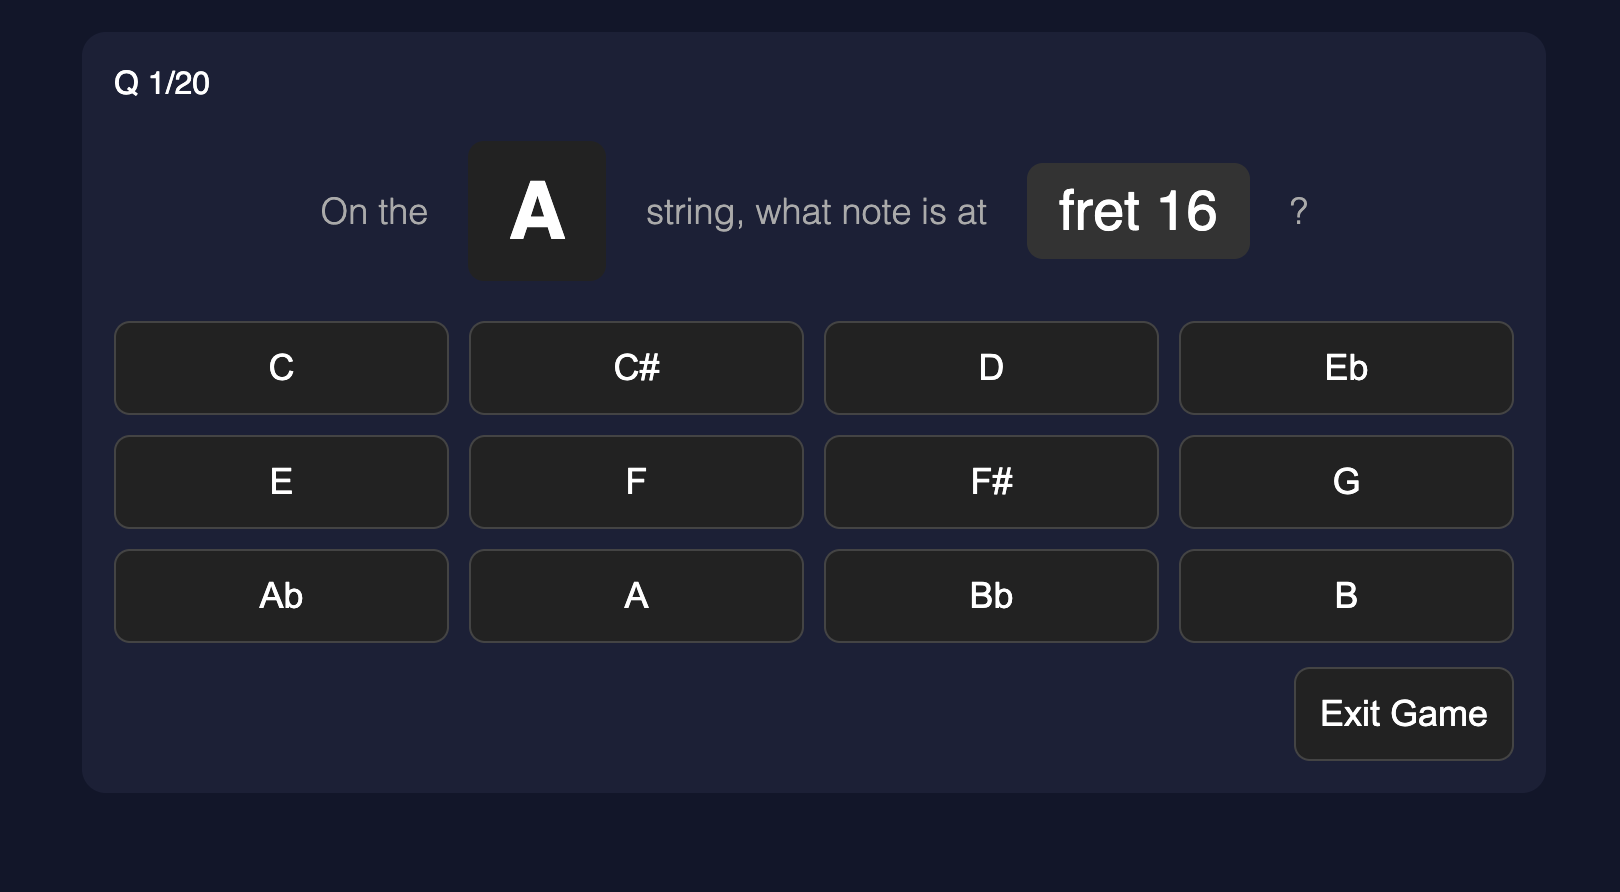 Q 1/20
On the A string, what note is at fret 16 ?
C C# D Eb
E F F# G
Ab A Bb B
Exit Game